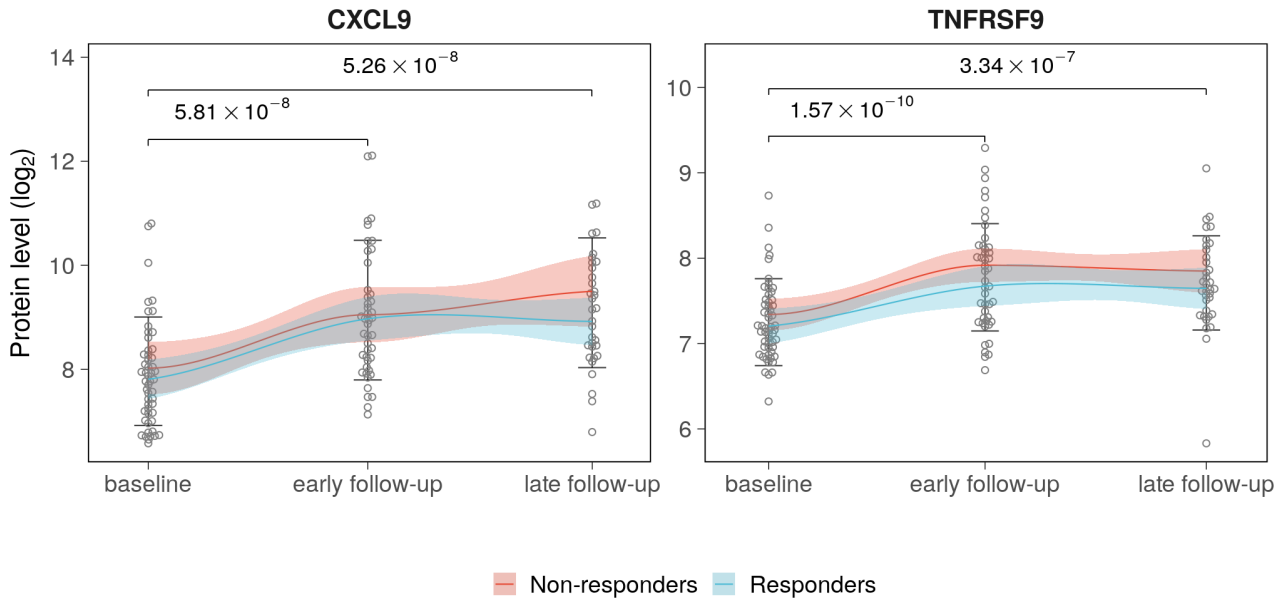 CXCL9
TNFRSF9
Protein level (log₂)
14
12
10
8
5.26 × 10⁻⁸
5.81 × 10⁻⁸
baseline
early follow-up
late follow-up
10
9
8
7
6
3.34 × 10⁻⁷
1.57 × 10⁻¹⁰
baseline
early follow-up
late follow-up
Non-responders
Responders